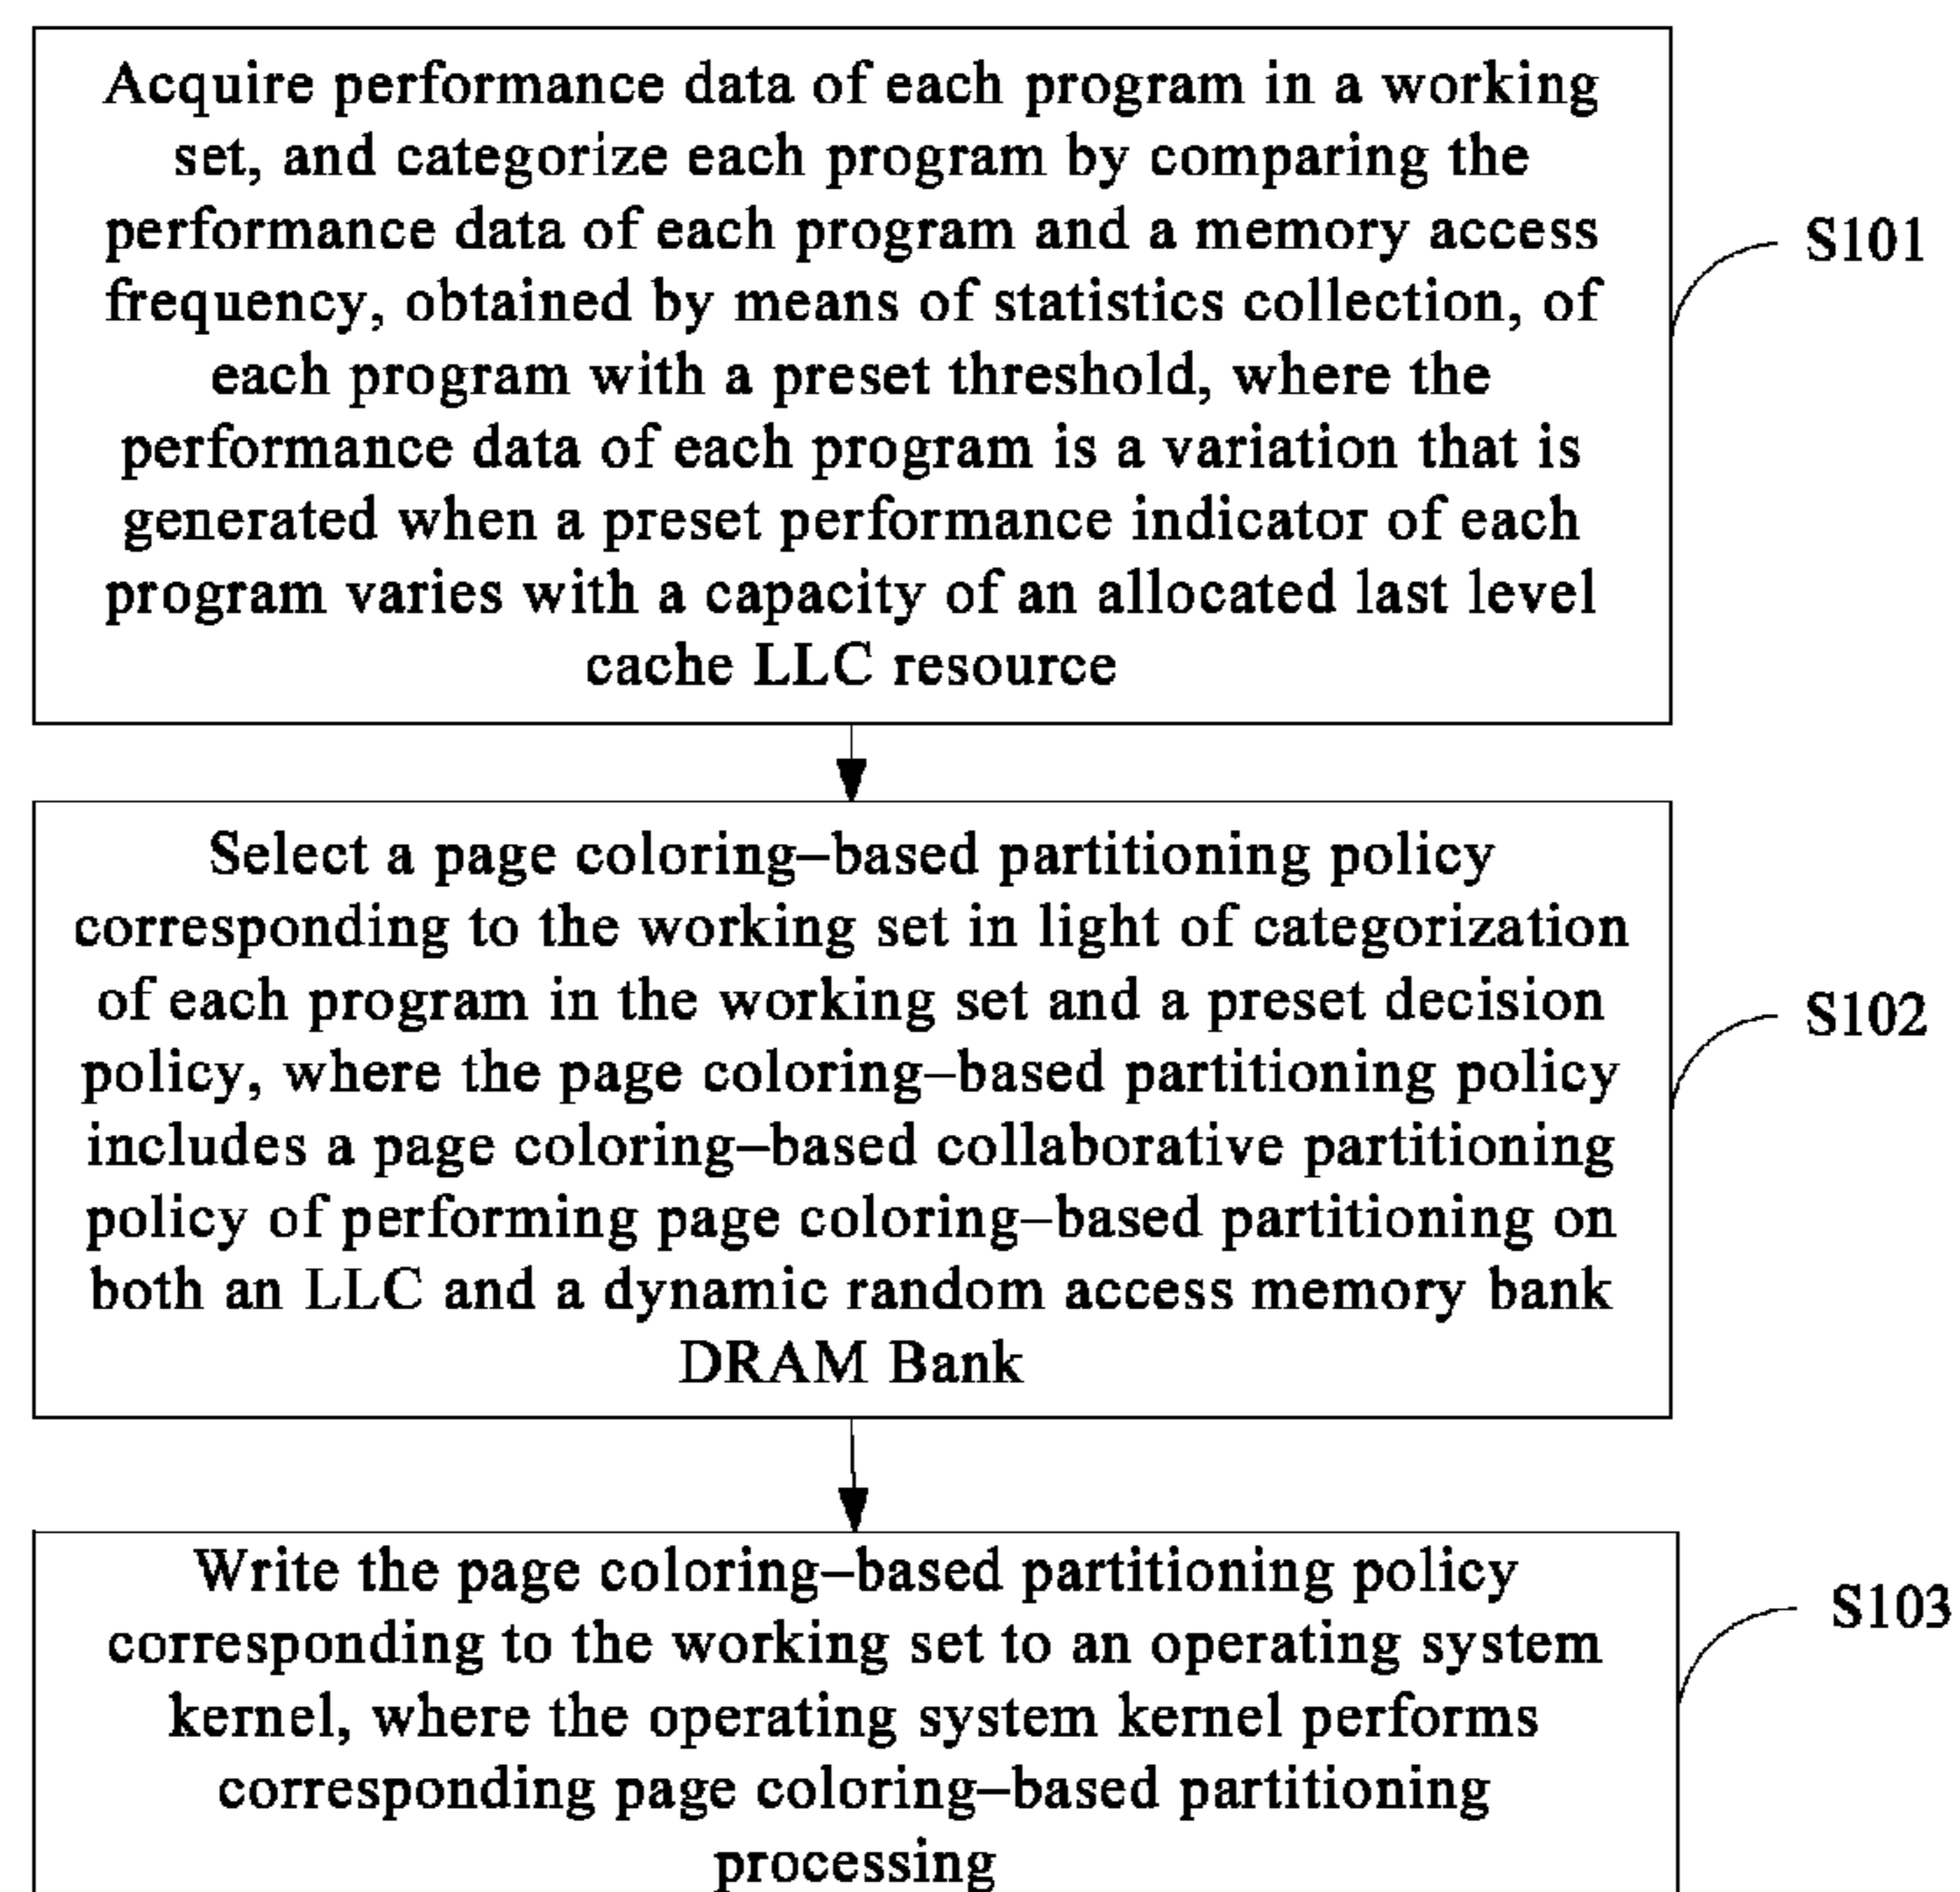 Acquire performance data of each program in a working
set, and categorize each program by comparing the
performance data of each program and a memory access
frequency, obtained by means of statistics collection, of
each program with a preset threshold, where the
performance data of each program is a variation that is
generated when a preset performance indicator of each
program varies with a capacity of an allocated last level
cache LLC resource
S101
Select a page coloring–based partitioning policy
corresponding to the working set in light of categorization
of each program in the working set and a preset decision
policy, where the page coloring–based partitioning policy
includes a page coloring–based collaborative partitioning
policy of performing page coloring–based partitioning on
both an LLC and a dynamic random access memory bank
DRAM Bank
S102
Write the page coloring–based partitioning policy
corresponding to the working set to an operating system
kernel, where the operating system kernel performs
corresponding page coloring–based partitioning
processing
S103